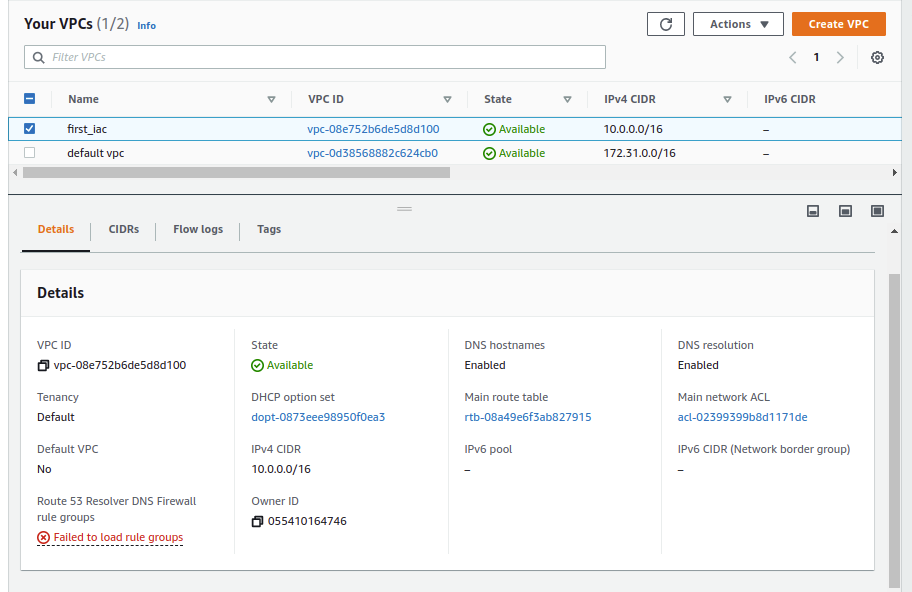 Your VPCs (1/2) Info
Actions ▼
Create VPC
Filter VPCs
1
Name VPC ID State IPv4 CIDR IPv6 CIDR
first_iac vpc-08e752b6de5d8d100 Available 10.0.0.0/16 –
default vpc vpc-0d38568882c624cb0 Available 172.31.0.0/16 –
Details CIDRs Flow logs Tags
Details
VPC ID State DNS hostnames DNS resolution
vpc-08e752b6de5d8d100 Available Enabled Enabled
Tenancy DHCP option set Main route table Main network ACL
Default dopt-0873eee98950f0ea3 rtb-08a49e6f3ab827915 acl-02399399b8d1171de
Default VPC IPv4 CIDR IPv6 pool IPv6 CIDR (Network border group)
No 10.0.0.0/16 – –
Route 53 Resolver DNS Firewall Owner ID
rule groups
055410164746
Failed to load rule groups